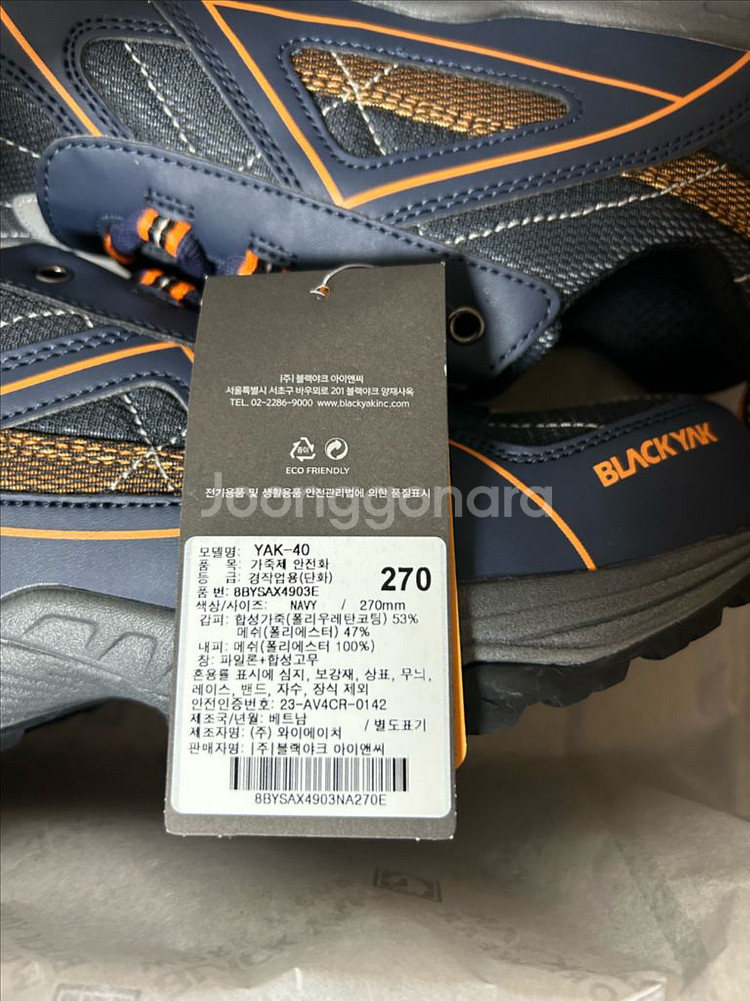 (주) 블랙야크 아이앤씨
서울특별시 서초구 바우뫼로 201 블랙야크 양재사옥
TEL. 02-2286-9000 www.blackyakinc.com
종이
ECO FRIENDLY
BLACKYAK
전기용품 및 생활용품 안전관리법에 의한 품질표시
Joonggonara
모델명: YAK-40
품 목: 가죽제 안전화
등 급: 경작업용(단화)
270
품 번: 8BYSAX4903E
색상/사이즈: NAVY / 270mm
겉피: 합성가죽(폴리우레탄코팅) 53%
메쉬(폴리에스터) 47%
내피: 메쉬(폴리에스터 100%)
창: 파일론+합성고무
혼용률 표시에 심지, 보강재, 상표, 무늬,
레이스, 밴드, 자수, 장식 제외
안전인증번호: 23-AV4CR-0142
제조국/년월: 베트남 / 별도표기
제조자명: (주) 와이에이치
판매자명: (주)블랙야크 아이앤씨
8BYSAX4903NA270E